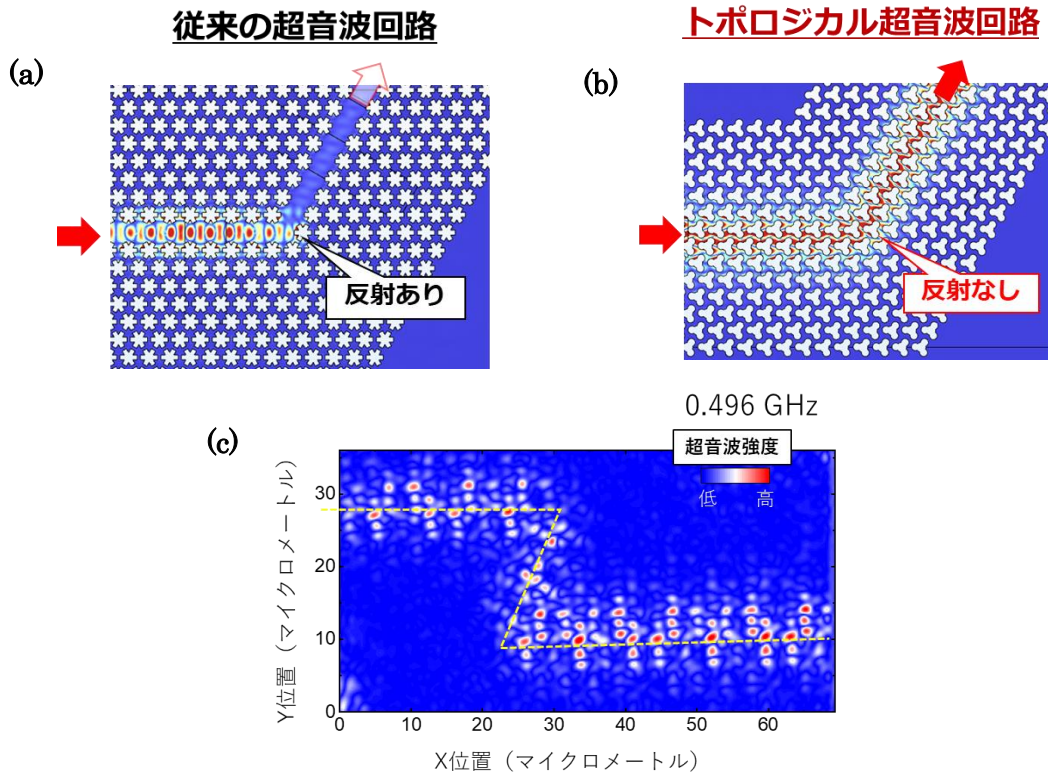 従来の超音波回路
トポロジカル超音波回路
(a)
(b)
反射あり
反射なし
0.496 GHz
(c)
超音波強度
低 高
Y位置（マイクロメートル）
30
20
10
0
0 10 20 30 40 50 60
X位置（マイクロメートル）